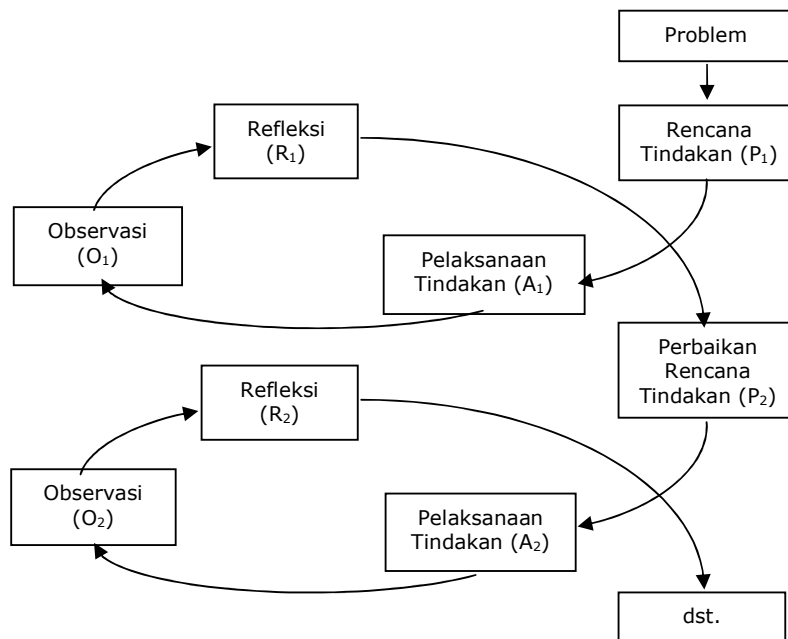 Problem
Rencana
Tindakan (P₁)
Pelaksanaan
Tindakan (A₁)
Observasi
(O₁)
Refleksi
(R₁)
Perbaikan
Rencana
Tindakan (P₂)
Pelaksanaan
Tindakan (A₂)
Observasi
(O₂)
Refleksi
(R₂)
dst.